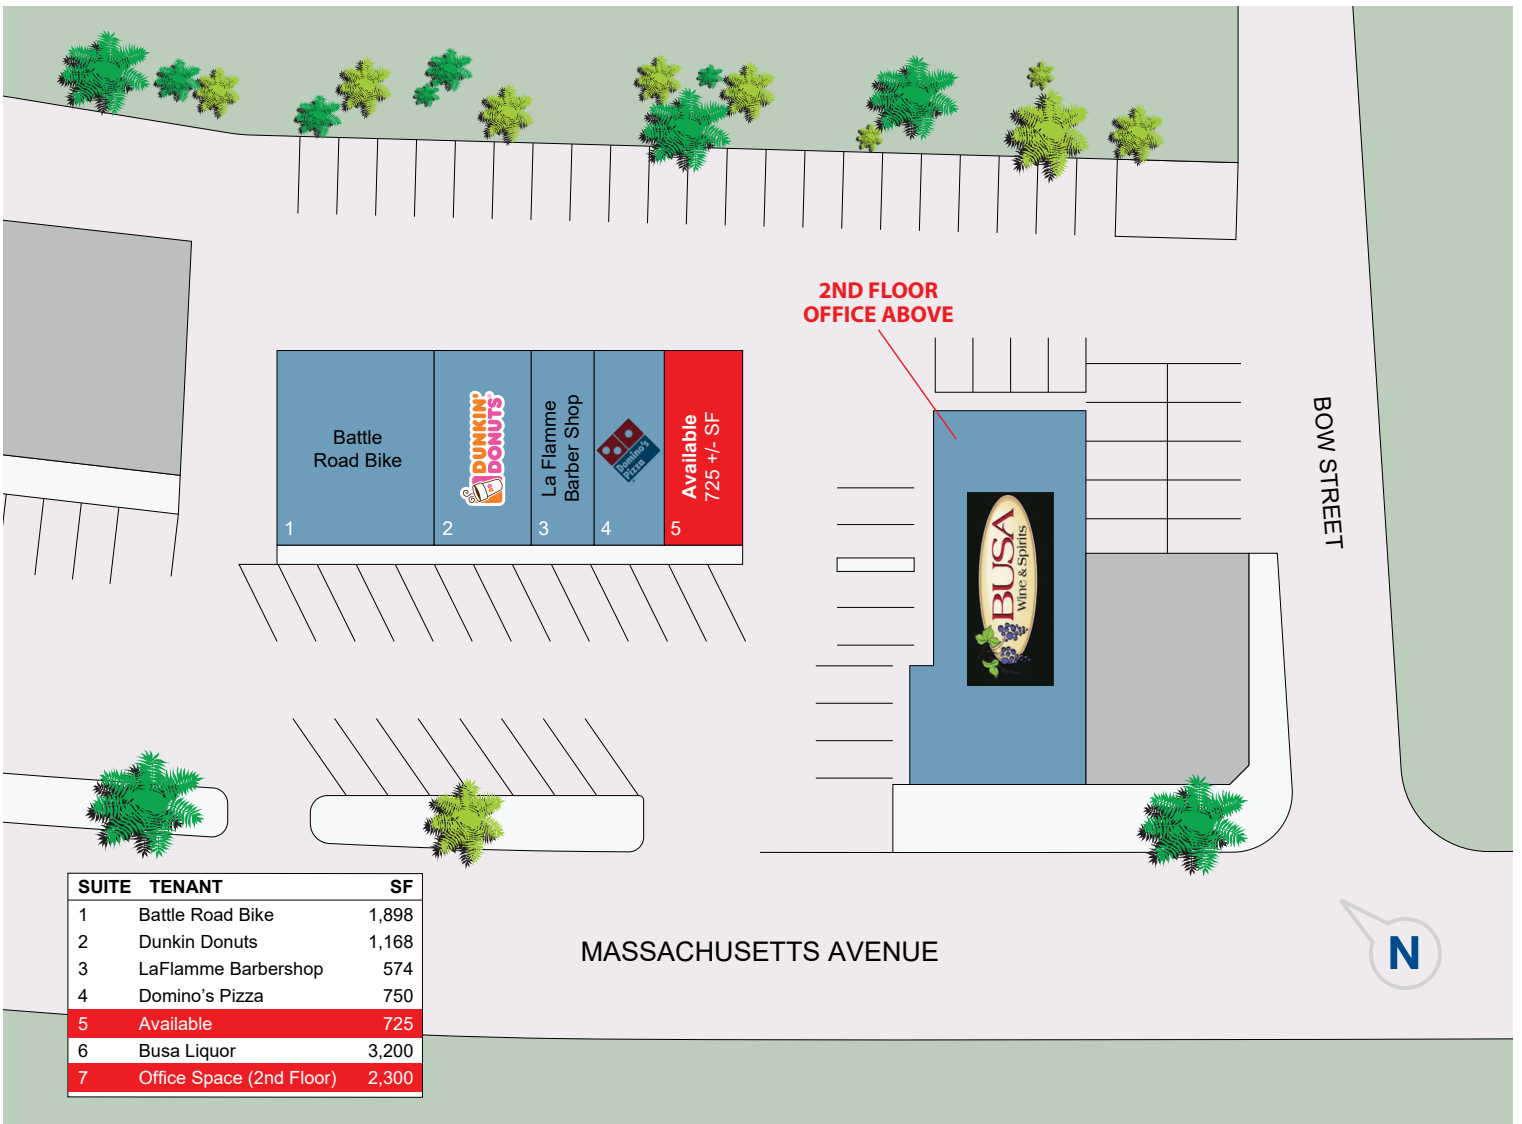 2ND FLOOR
OFFICE ABOVE
Battle
Road Bike
1
DUNKIN'
DONUTS
2
La Flamme
Barber Shop
3
Domino's
Pizza
4
Available
725 +/- SF
5
BUSA
Wine & Spirits
BOW STREET
MASSACHUSETTS AVENUE
N
SUITE TENANT SF
1 Battle Road Bike 1,898
2 Dunkin Donuts 1,168
3 LaFlamme Barbershop 574
4 Domino’s Pizza 750
5 Available 725
6 Busa Liquor 3,200
7 Office Space (2nd Floor) 2,300